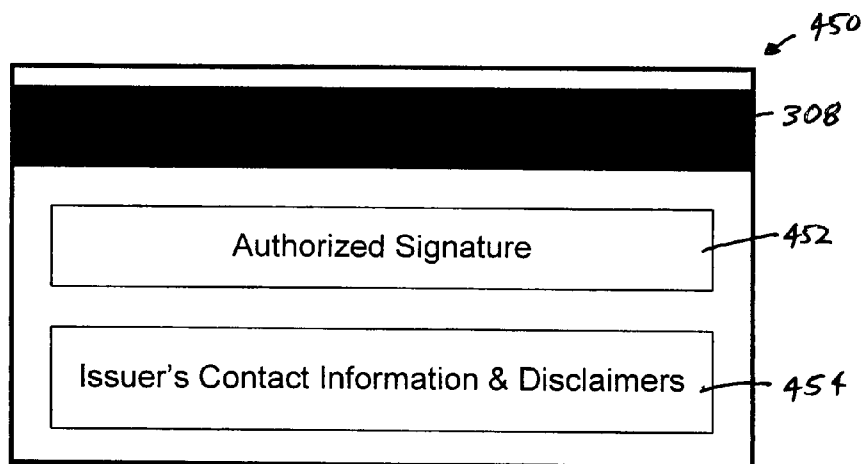 450
308
Authorized Signature
452
Issuer's Contact Information & Disclaimers
454